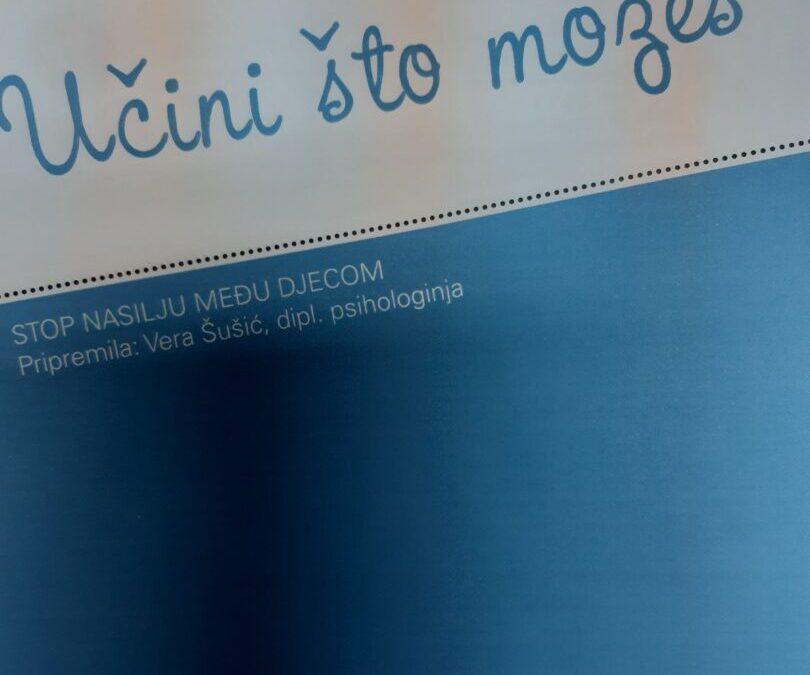 Učini što možeš
STOP NASILJU MEĐU DJECOM
Pripremila: Vera Šušić, dipl. psihologinja